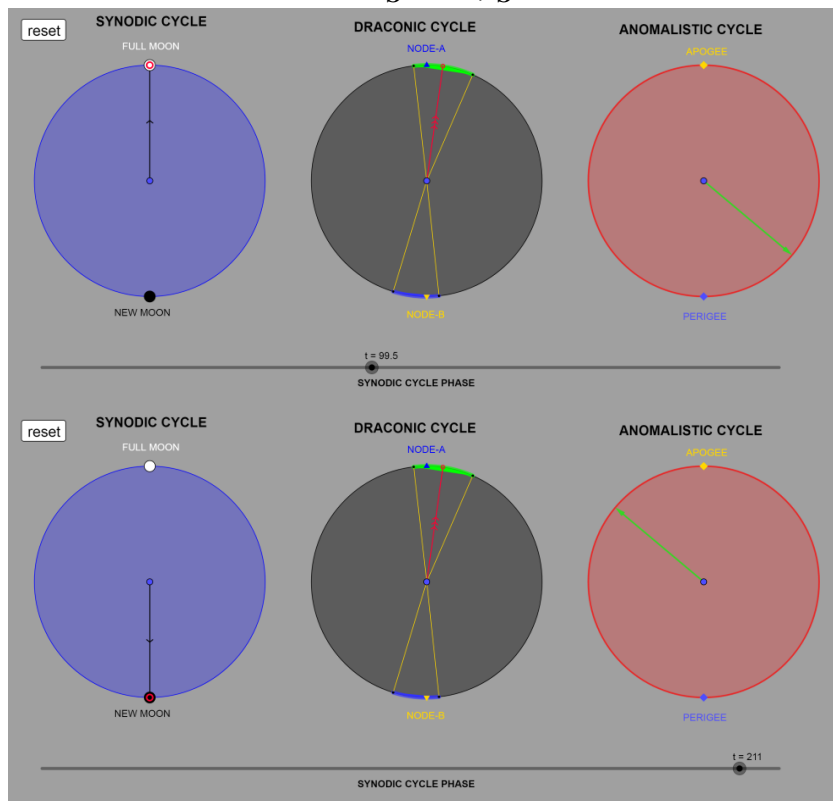 SYNODIC CYCLE
DRACONIC CYCLE
ANOMALISTIC CYCLE
reset
FULL MOON
NODE-A
APOGEE
NEW MOON
NODE-B
PERIGEE
t = 99.5
SYNODIC CYCLE PHASE
SYNODIC CYCLE
DRACONIC CYCLE
ANOMALISTIC CYCLE
reset
FULL MOON
NODE-A
APOGEE
NEW MOON
NODE-B
PERIGEE
t = 211
SYNODIC CYCLE PHASE